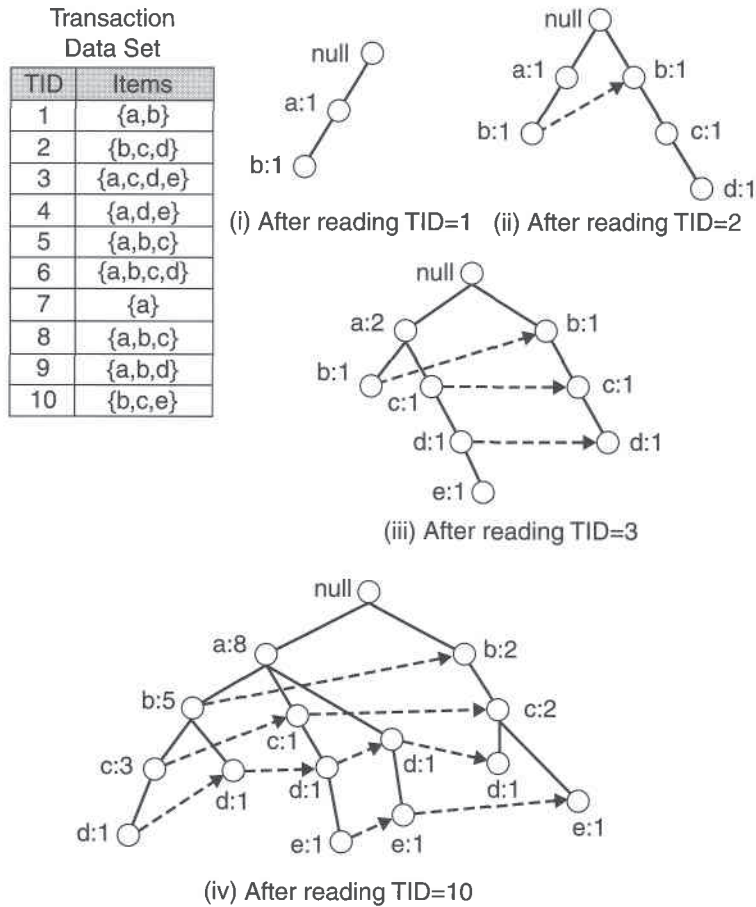 Transaction
Data Set
TID Items
1 {a,b}
2 {b,c,d}
3 {a,c,d,e}
4 {a,d,e}
5 {a,b,c}
6 {a,b,c,d}
7 {a}
8 {a,b,c}
9 {a,b,d}
10 {b,c,e}
null
a:1
b:1
(i) After reading TID=1
null
a:1 b:1
b:1 c:1
d:1
(ii) After reading TID=2
null
a:2 b:1
b:1 c:1 c:1
d:1 d:1
e:1
(iii) After reading TID=3
null
a:8 b:2
b:5 c:1 c:2
c:3 d:1 d:1 d:1 d:1
d:1 e:1 e:1 e:1
(iv) After reading TID=10